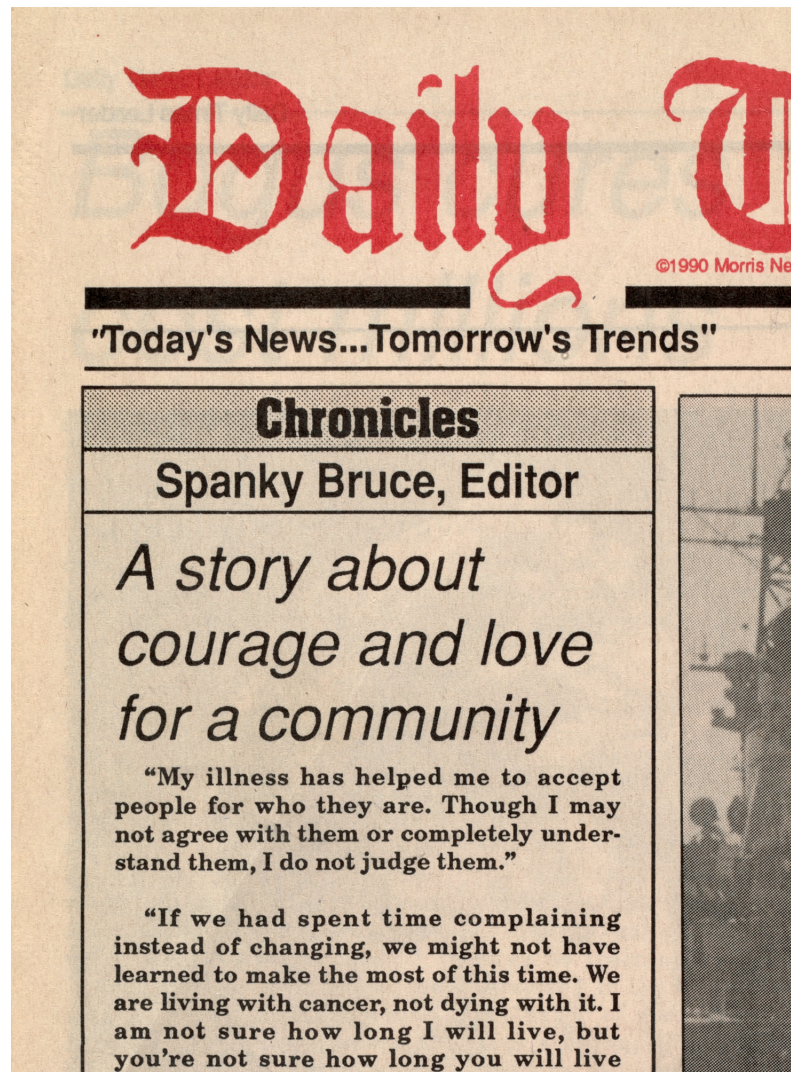 Daily T
©1990 Morris Ne
"Today's News...Tomorrow's Trends"
Chronicles
Spanky Bruce, Editor
A story about
courage and love
for a community
“My illness has helped me to accept
people for who they are. Though I may
not agree with them or completely under-
stand them, I do not judge them.”
“If we had spent time complaining
instead of changing, we might not have
learned to make the most of this time. We
are living with cancer, not dying with it. I
am not sure how long I will live, but
you're not sure how long you will live